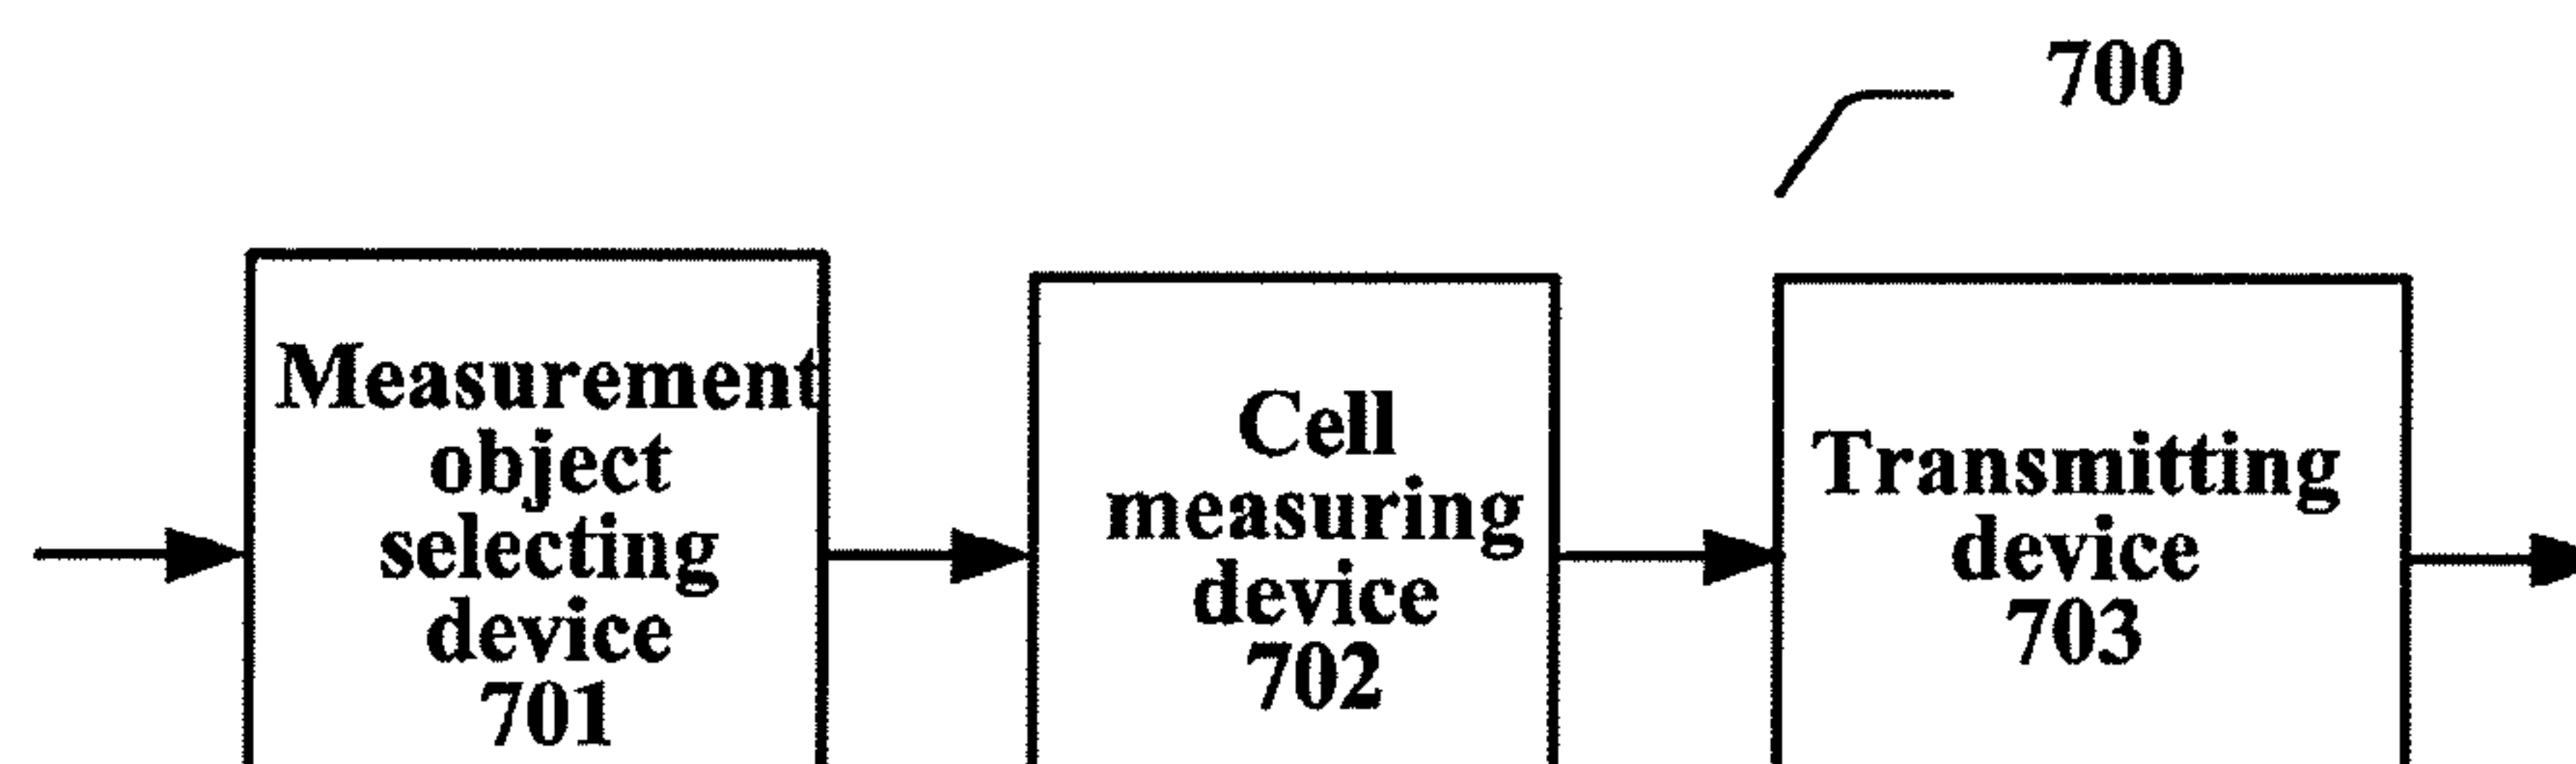 700
Measurement
object
selecting
device
701
Cell
measuring
device
702
Transmitting
device
703